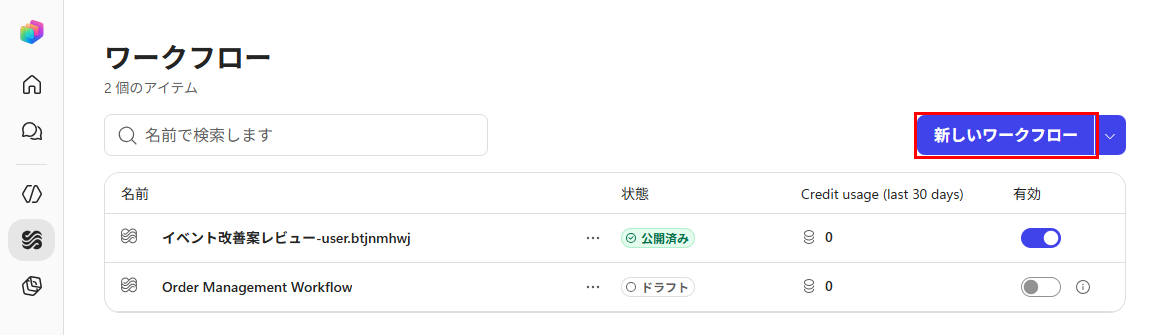 ワークフロー
2 個のアイテム
名前で検索します
新しいワークフロー
名前 状態 Credit usage (last 30 days) 有効
イベント改善案レビュー-user.btjnmhwj ... 公開済み 0
Order Management Workflow ... ドラフト 0